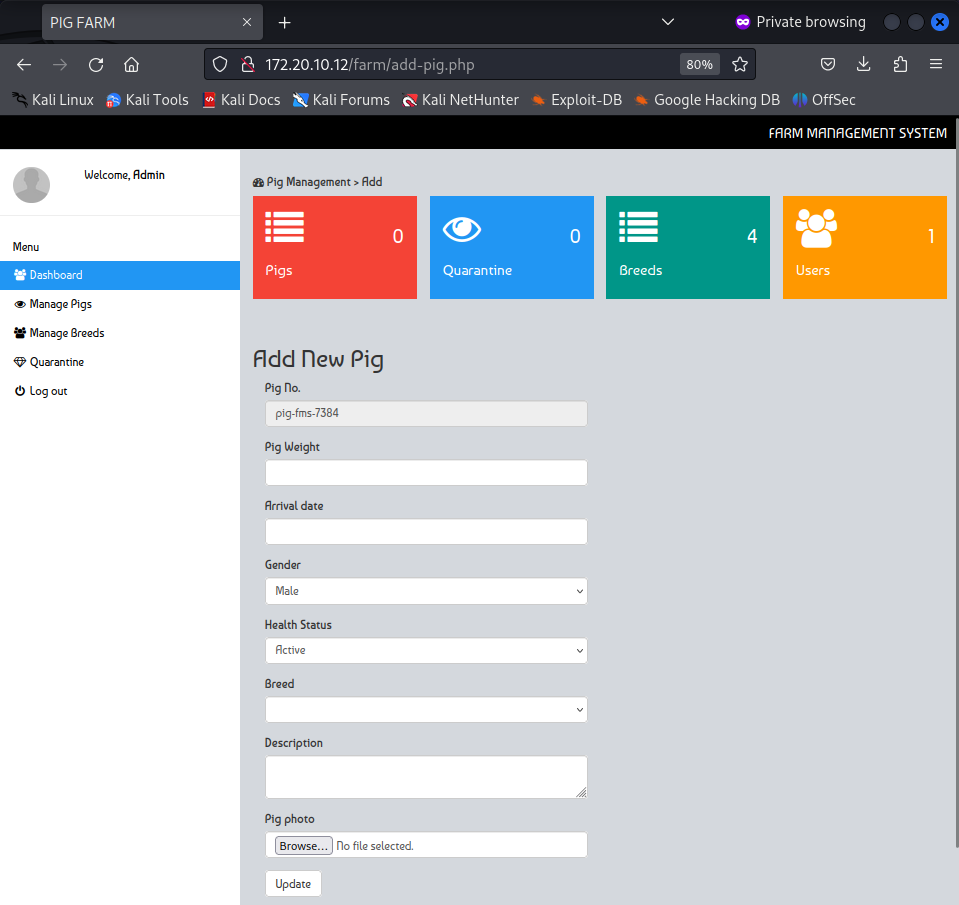 PIG FARM
Private browsing
172.20.10.12/farm/add-pig.php 80%
Kali Linux Kali Tools Kali Docs Kali Forums Kali NetHunter Exploit-DB Google Hacking DB OffSec
FARM MANAGEMENT SYSTEM
Welcome, Admin
Menu
Dashboard
Manage Pigs
Manage Breeds
Quarantine
Log out
Pig Management > Add
0
Pigs
0
Quarantine
4
Breeds
1
Users
Add New Pig
Pig No.
pig-fms-7384
Pig Weight
Arrival date
Gender
Male
Health Status
Active
Breed
Description
Pig photo
Browse... No file selected.
Update